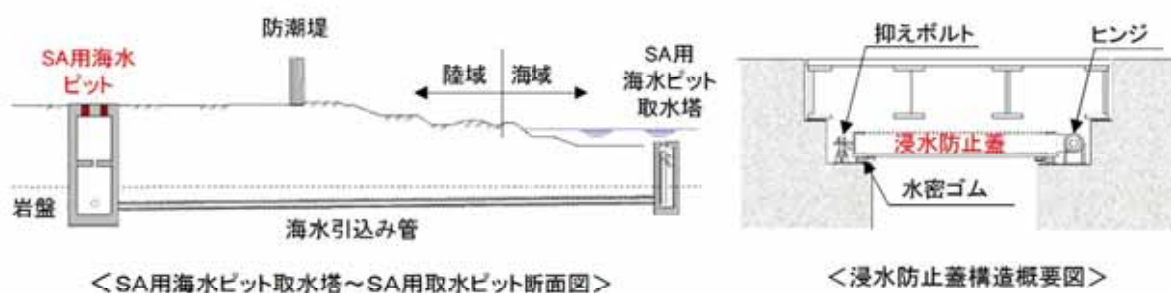 防潮堤
SA用海水
ピット
陸域
海域
SA用
海水ピット
取水塔
岩盤
海水引込み管
＜SA用海水ピット取水塔～SA用取水ピット断面図＞
抑えボルト
ヒンジ
浸水防止蓋
水密ゴム
＜浸水防止蓋構造概要図＞